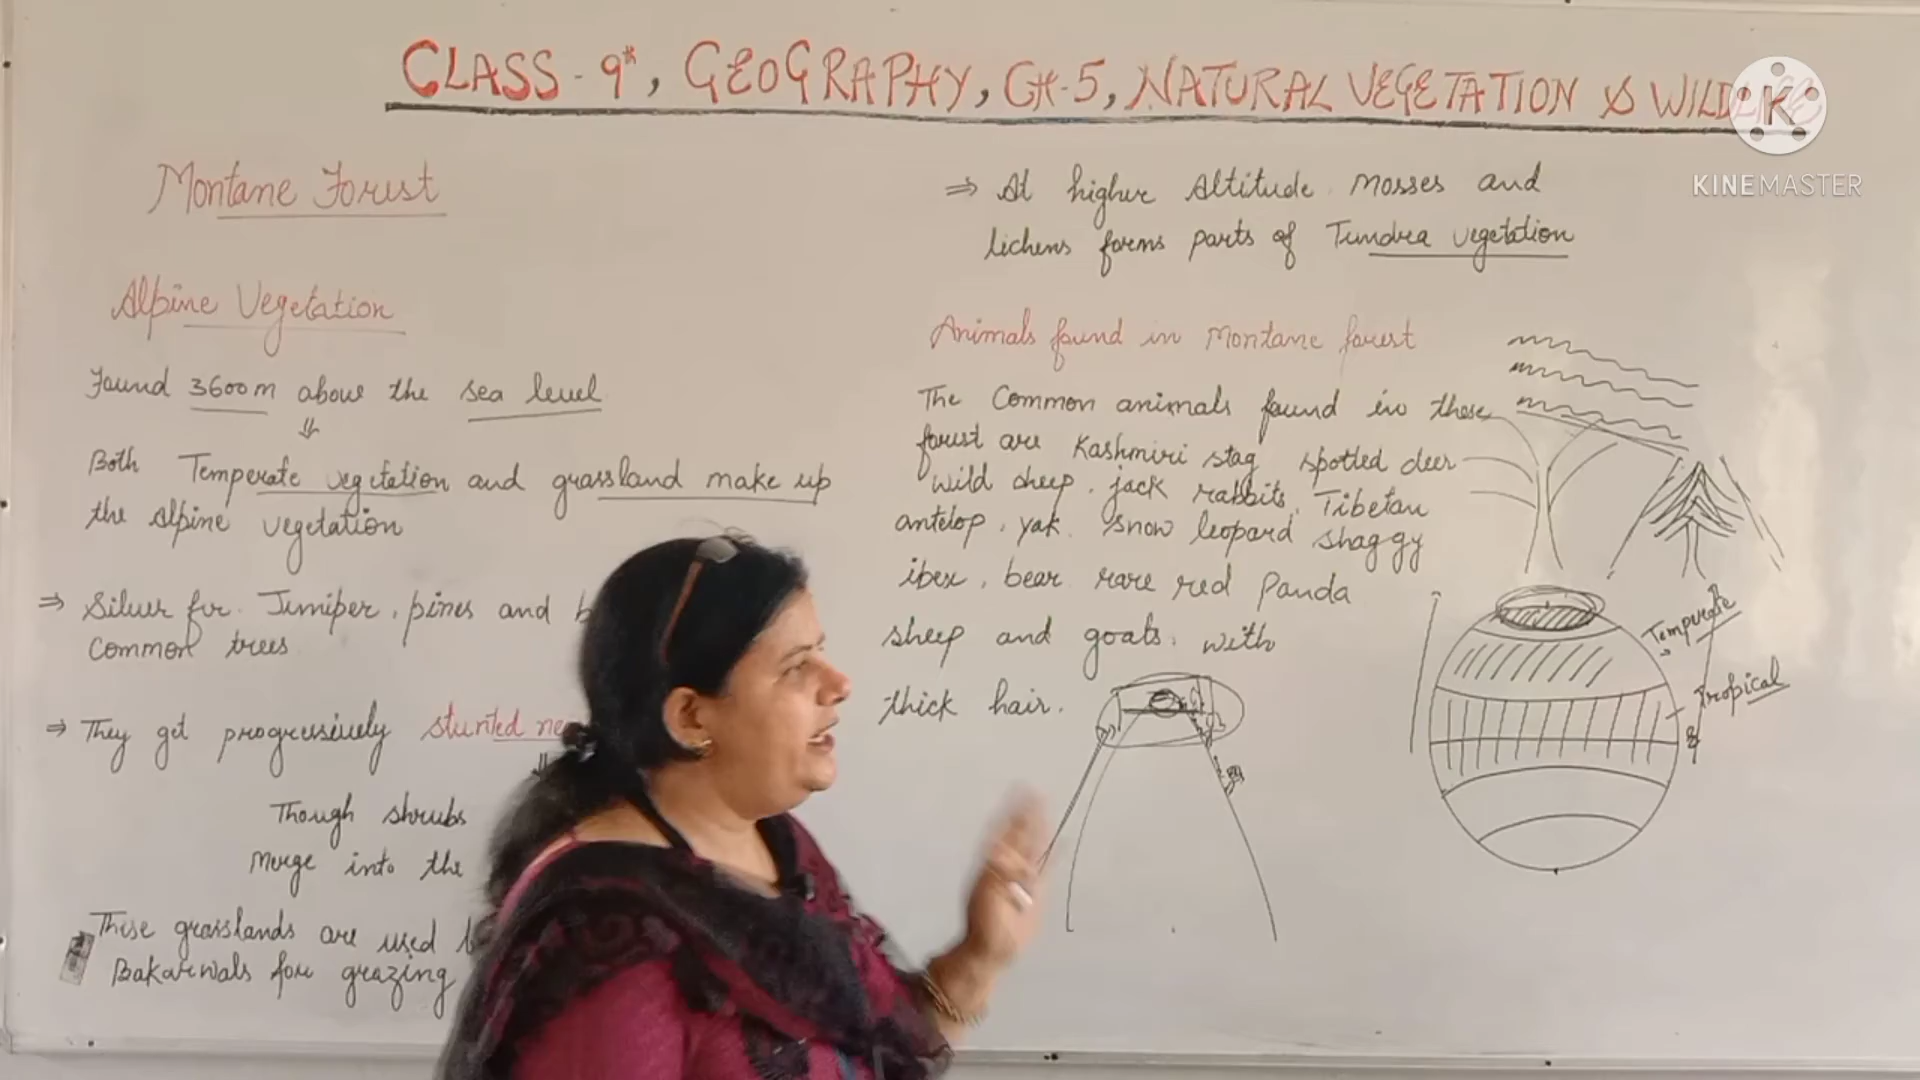 CLASS-9th, GEOGRAPHY, CH-5, NATURAL VEGETATION & WILDLIFE
KINEMASTER
Montane Forest
Alpine Vegetation
Found 3600m above the sea level
⇓
Both Temperate vegetation and grassland make up
the Alpine vegetation
⇒ Silver fir. Juniper, pines and b
common trees
⇒ They get progressively stunted nea
⇓
Though shrubs
Merge into the
These grasslands are used b
Bakarwals for grazing
⇒ At higher Altitude. Mosses and
lichens forms parts of Tundra vegetation
Animals found in Montane forest
The Common animals found in these
forest are Kashmiri stag spotted deer
wild sheep, jack rabbits, Tibetan
antelop, yak. snow leopard shaggy
ibex, bear rare red Panda
sheep and goats. with
thick hair.
Temperate
Tropical